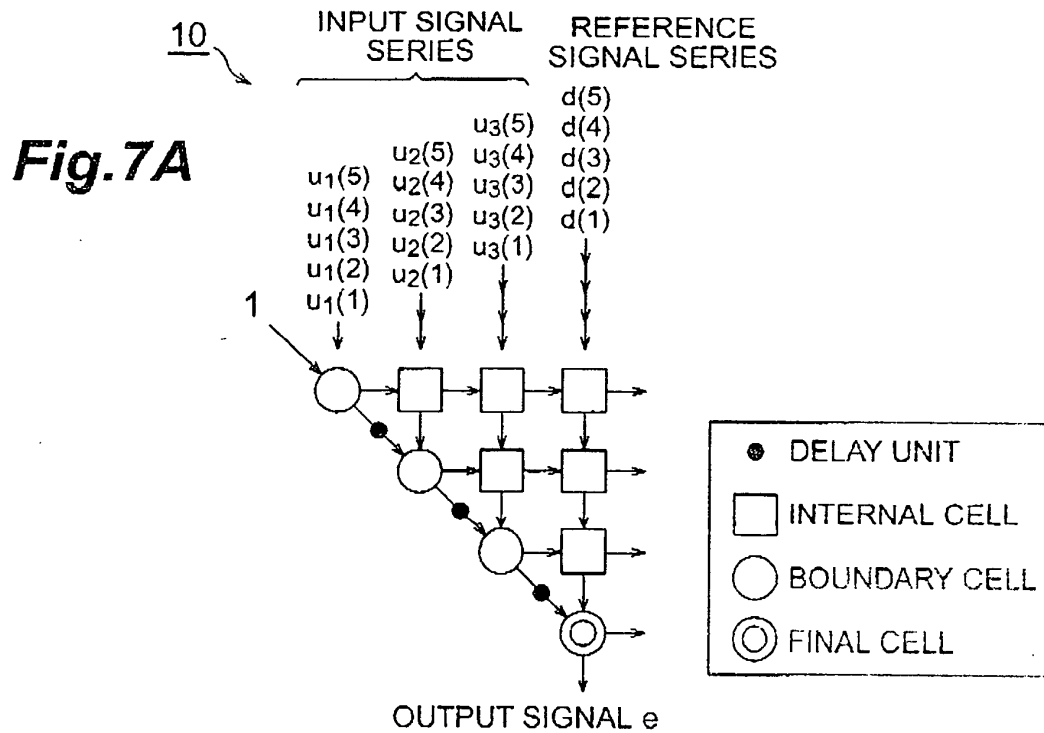 10
INPUT SIGNAL
SERIES
REFERENCE
SIGNAL SERIES
Fig.7A
u1(5)
u1(4)
u1(3)
u1(2)
u1(1)
u2(5)
u2(4)
u2(3)
u2(2)
u2(1)
u3(5)
u3(4)
u3(3)
u3(2)
u3(1)
d(5)
d(4)
d(3)
d(2)
d(1)
1
DELAY UNIT
INTERNAL CELL
BOUNDARY CELL
FINAL CELL
OUTPUT SIGNAL e